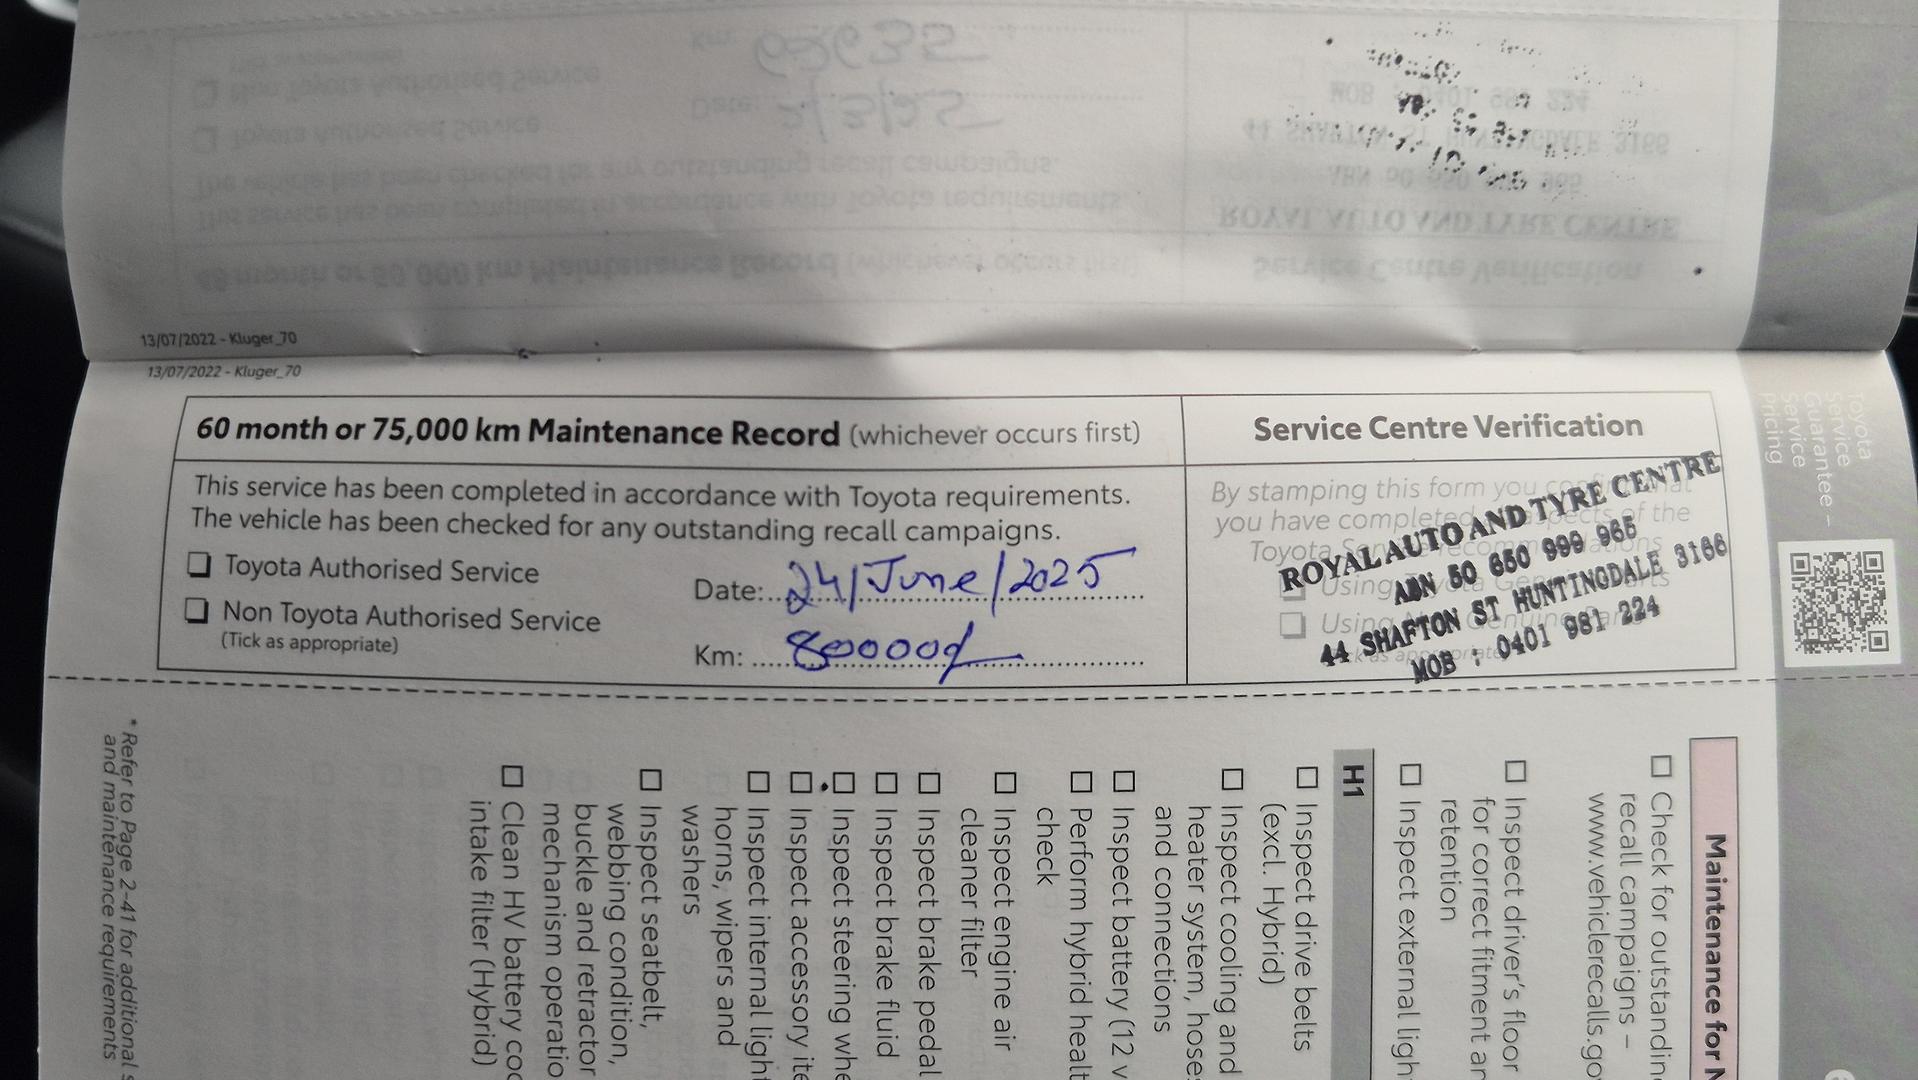 13/07/2022 - Kluger_70
13/07/2022 - Kluger_70
60 month or 75,000 km Maintenance Record (whichever occurs first)
This service has been completed in accordance with Toyota requirements.
The vehicle has been checked for any outstanding recall campaigns.
❏ Toyota Authorised Service
❏ Non Toyota Authorised Service
(Tick as appropriate)
Date: 24/June/2025
Km: 80000
Service Centre Verification
By stamping this form you
you have completed of the
Toyota
Using
Using
ROYAL AUTO AND TYRE CENTRE
ABN 50 650 999 965
44 SHAFTON ST HUNTINGDALE 3166
MOB : 0401 981 224
Toyota
Service
Guarantee –
Service
Pricing
Maintenance for
Check for outstandin
recall campaigns –
www.vehiclerecalls.go
Inspect driver's floor
for correct fitment an
retention
Inspect external ligh
H1
Inspect drive belts
(excl. Hybrid)
Inspect cooling and
heater system, hose
and connections
Inspect battery (12 v
Perform hybrid healt
check
Inspect engine air
cleaner filter
Inspect brake pedal
Inspect brake fluid
Inspect steering whe
Inspect accessory ite
Inspect internal light
horns, wipers and
washers
Inspect seatbelt,
webbing condition,
buckle and retractor
mechanism operatio
Clean HV battery coo
intake filter (Hybrid)
* Refer to Page 2-41 for additional s
and maintenance requirements